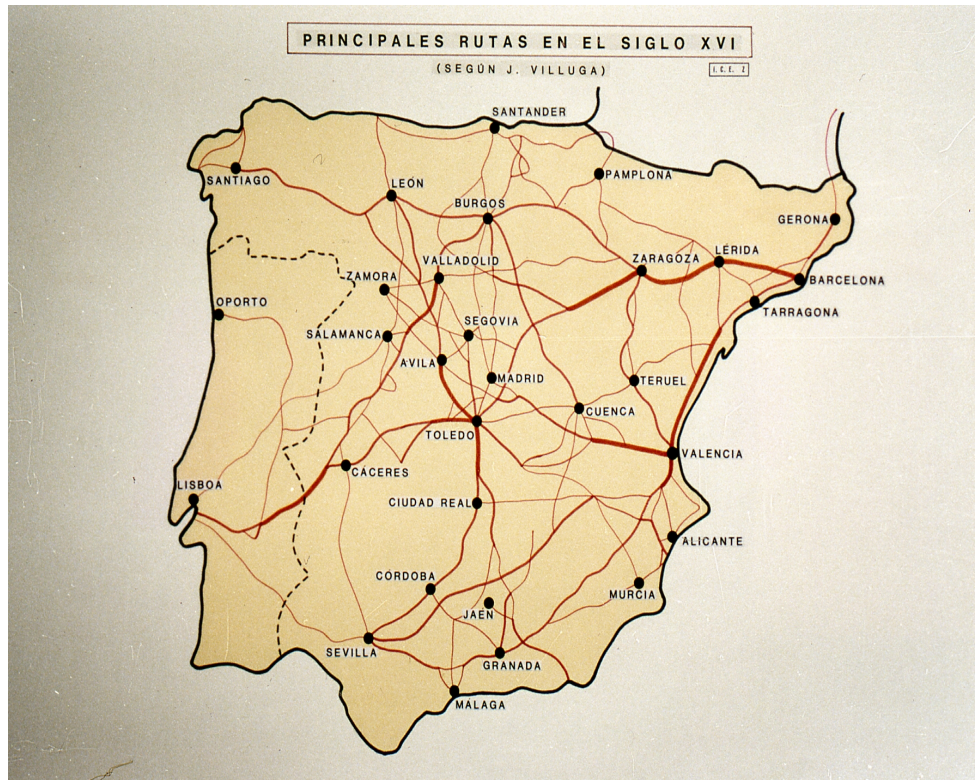 PRINCIPALES RUTAS EN EL SIGLO XVI
(SEGÚN J. VILLUGA)
I.C.E. Z
SANTANDER
SANTIAGO
LEÓN
PAMPLONA
BURGOS
GERONA
VALLADOLID
ZARAGOZA
LÉRIDA
ZAMORA
BARCELONA
OPORTO
TARRAGONA
SEGOVIA
SALAMANCA
AVILA
MADRID
TERUEL
CUENCA
TOLEDO
VALENCIA
CÁCERES
LISBOA
CIUDAD REAL
ALICANTE
CÓRDOBA
MURCIA
JAÉN
SEVILLA
GRANADA
MÁLAGA